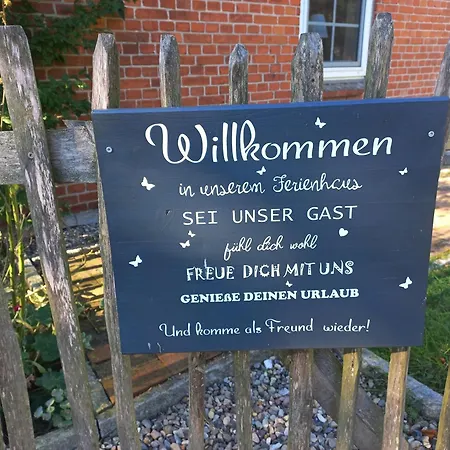 Willkommen
in unserem Ferienhaus
SEI UNSER GAST
fühl dich wohl
FREUE DICH MIT UNS
GENIEßE DEINEN URLAUB
Und komme als Freund wieder!